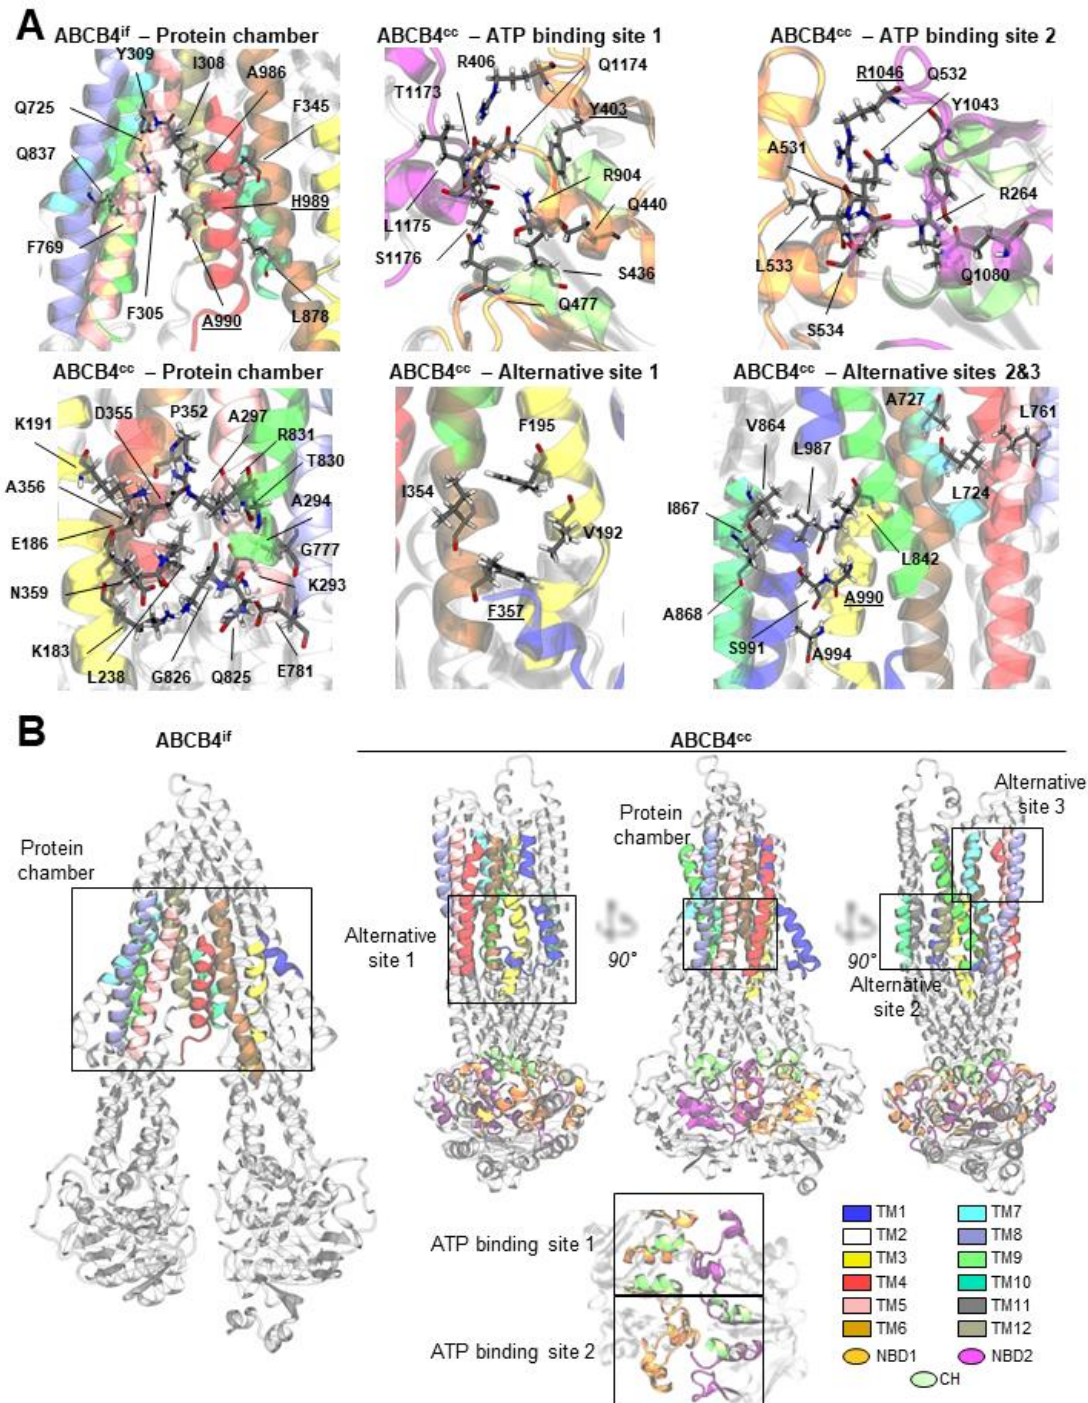 A
ABCB4if – Protein chamber
Y309
I308
A986
Q725
F345
Q837
H989
F769
F305
A990
L878
ABCB4cc – ATP binding site 1
R406
Q1174
T1173
Y403
R904
Q440
L1175
S1176
S436
Q477
ABCB4cc – ATP binding site 2
R1046
Q532
Y1043
A531
R264
L533
Q1080
S534
ABCB4cc – Protein chamber
D355
P352
A297
K191
R831
T830
A356
A294
E186
G777
N359
K293
K183
L238
G826
Q825
E781
ABCB4cc – Alternative site 1
F195
I354
V192
F357
ABCB4cc – Alternative sites 2&3
A727
L761
V864
L987
L724
I867
L842
A868
A990
S991
A994
B
ABCB4if
ABCB4cc
Protein chamber
Alternative site 1
Protein chamber
Alternative site 3
90°
90°
Alternative site 2
ATP binding site 1
ATP binding site 2
TM1
TM7
TM2
TM8
TM3
TM9
TM4
TM10
TM5
TM11
TM6
TM12
NBD1
NBD2
CH